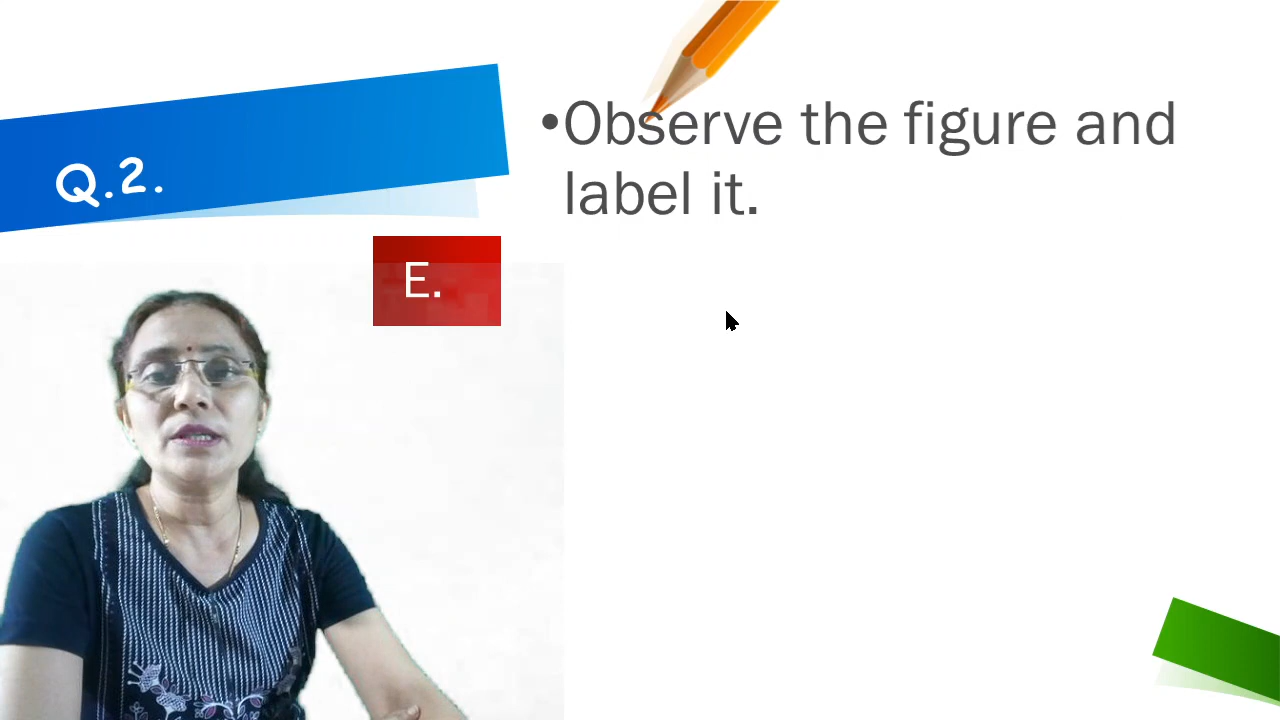 Q.2.
•Observe the figure and
label it.
E.